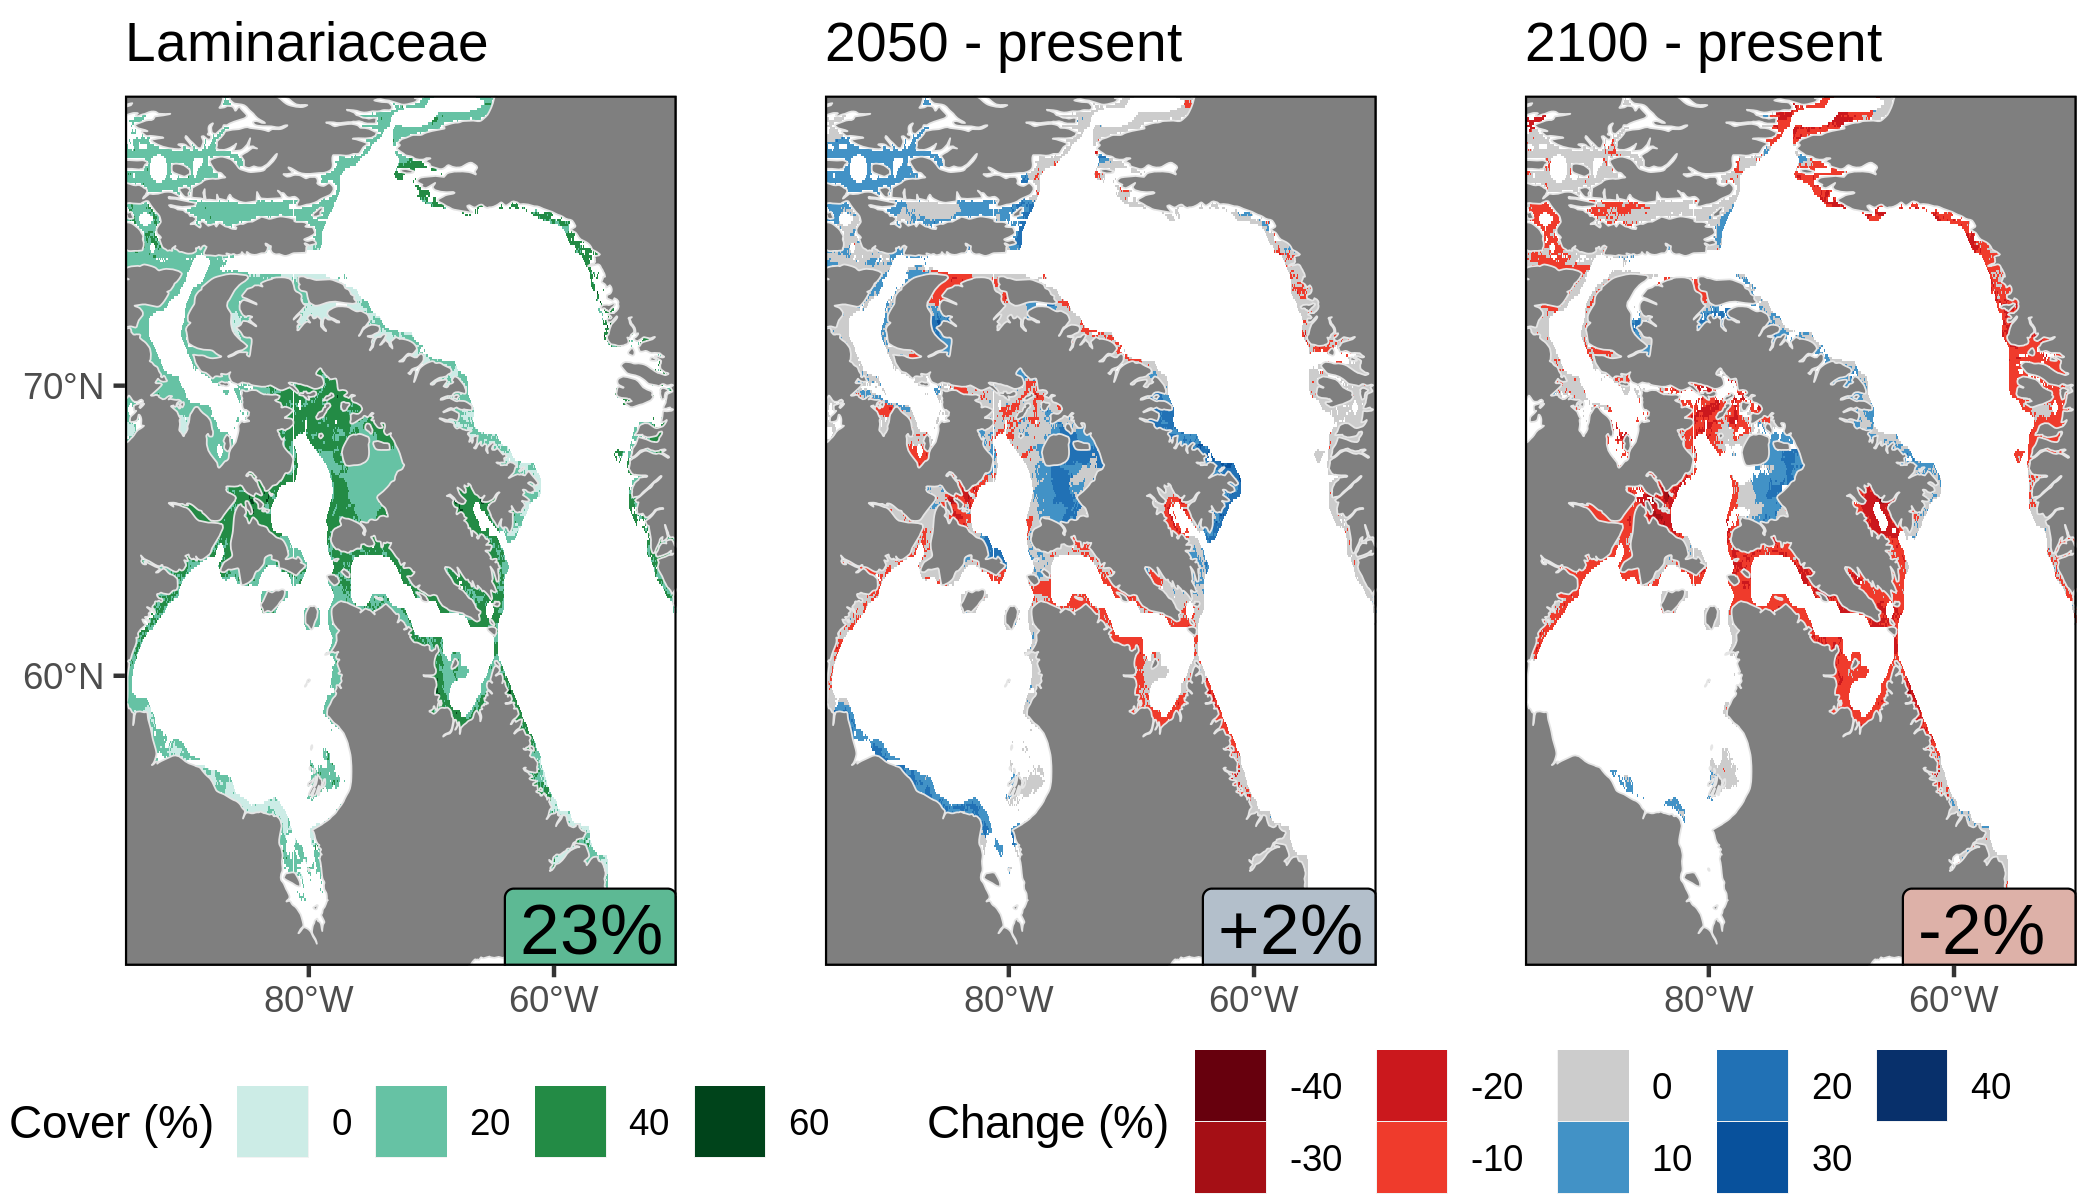 Laminariaceae
2050 - present
2100 - present
70°N
60°N
23%
+2%
-2%
80°W
60°W
80°W
60°W
80°W
60°W
Cover (%)
0
20
40
60
Change (%)
-40
-20
0
20
40
-30
-10
10
30